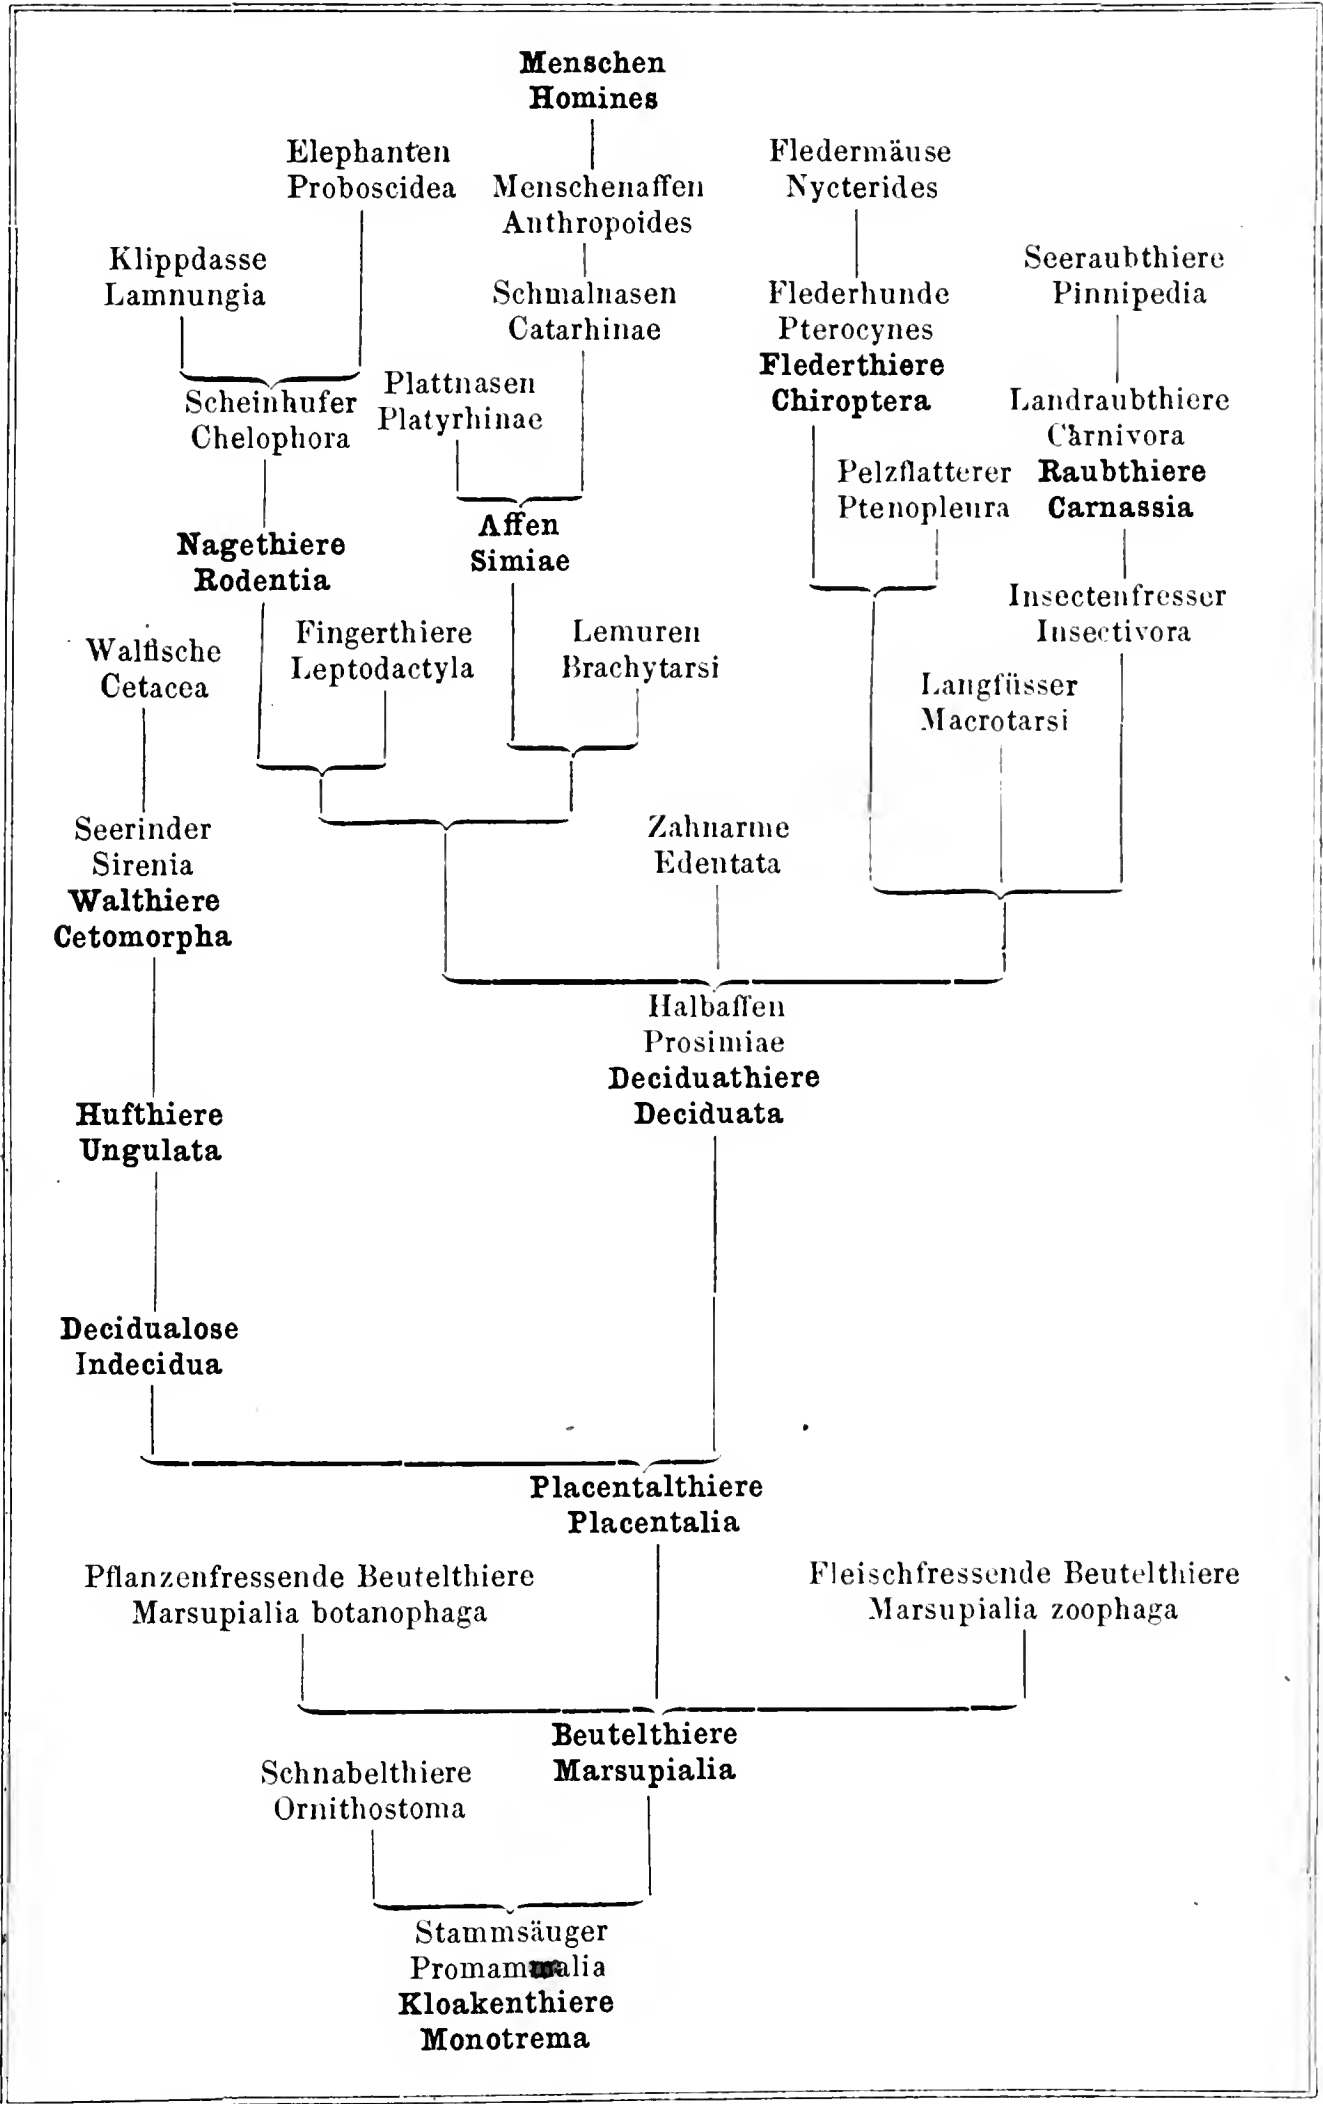 Menschen
Homines
Elephanten
Proboscidea
Menschenaffen
Anthropoides
Fledermäuse
Nycterides
Klippdasse
Lamnungia
Schmalnasen
Catarhinae
Flederhunde
Pterocynes
Flederthiere
Chiroptera
Seeraubthiere
Pinnipedia
Scheinhufer
Chelophora
Plattnasen
Platyrhinae
Landraubthiere
Carnivora
Raubthiere
Carnassia
Pelzflatterer
Ptenopleura
Nagethiere
Rodentia
Affen
Simiae
Insectenfresser
Insectivora
Walfische
Cetacea
Fingerthiere
Leptodactyla
Lemuren
Brachytarsi
Langfüsser
Macrotarsi
Seerinder
Sirenia
Walthiere
Cetomorpha
Zahnarme
Edentata
Halbaffen
Prosimiae
Deciduathiere
Deciduata
Hufthiere
Ungulata
Decidualose
Indecidua
Placentalthiere
Placentalia
Pflanzenfressende Beutelthiere
Marsupialia botanophaga
Fleischfressende Beutelthiere
Marsupialia zoophaga
Beutelthiere
Marsupialia
Schnabelthiere
Ornithostoma
Stammsäuger
Promammalia
Kloakenthiere
Monotrema